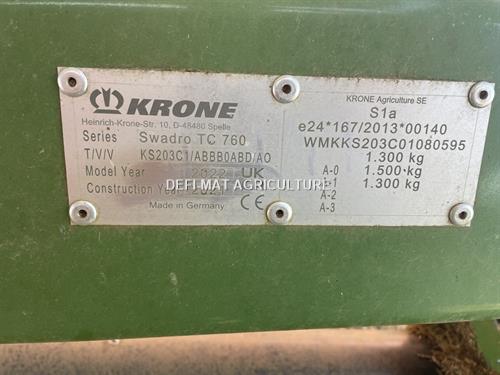 KRONE
Heinrich-Krone-Str. 10, D-48480 Spelle
Series Swadro TC 760
T/V/V KS203C1/ABBB0ABD/AO
Model Year 2022 UK
Construction Year 2021
Made in Germany CE
KRONE Agriculture SE
S1a
e24*167/2013*00140
WMKKS203C01080595
1.300 kg
A-0 1.500 kg
A-1 1.300 kg
A-2
A-3
DEFI MAT AGRICULTURE